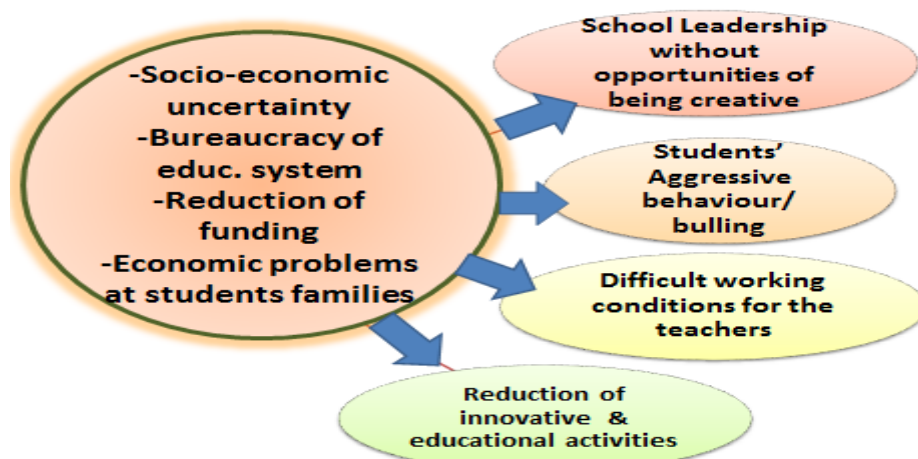 -Socio-economic
uncertainty
-Bureaucracy of
educ. system
-Reduction of
funding
-Economic problems
at students families
School Leadership
without
opportunities of
being creative
Students’
Aggressive
behaviour/
bulling
Difficult working
conditions for the
teachers
Reduction of
innovative & 
educational activities